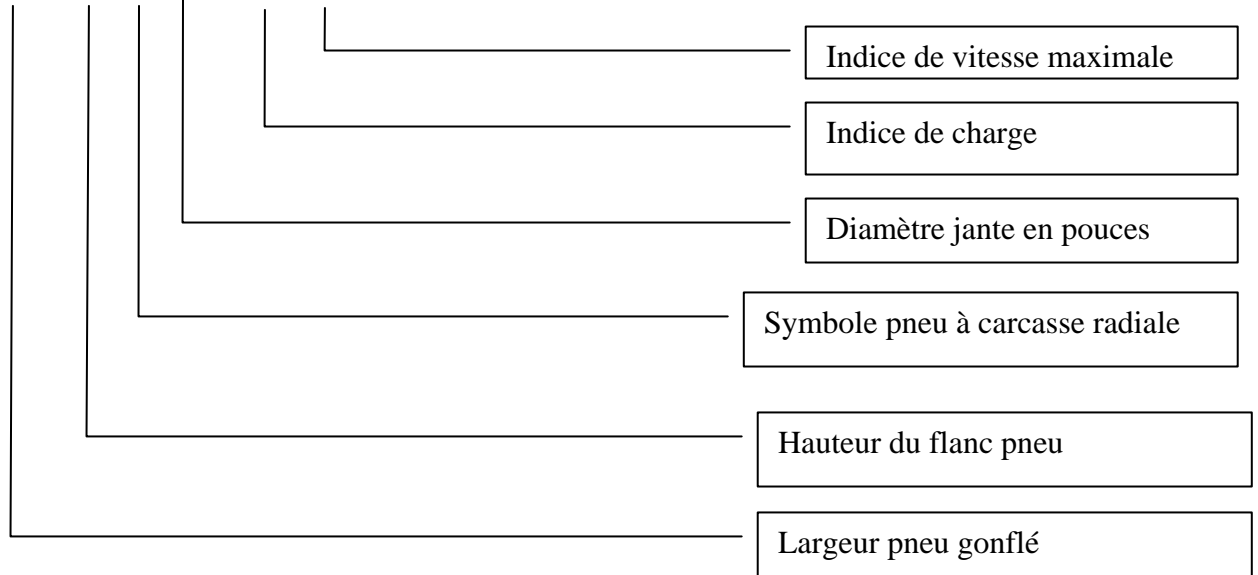 Indice de vitesse maximale
Indice de charge
Diamètre jante en pouces
Symbole pneu à carcasse radiale
Hauteur du flanc pneu
Largeur pneu gonflé